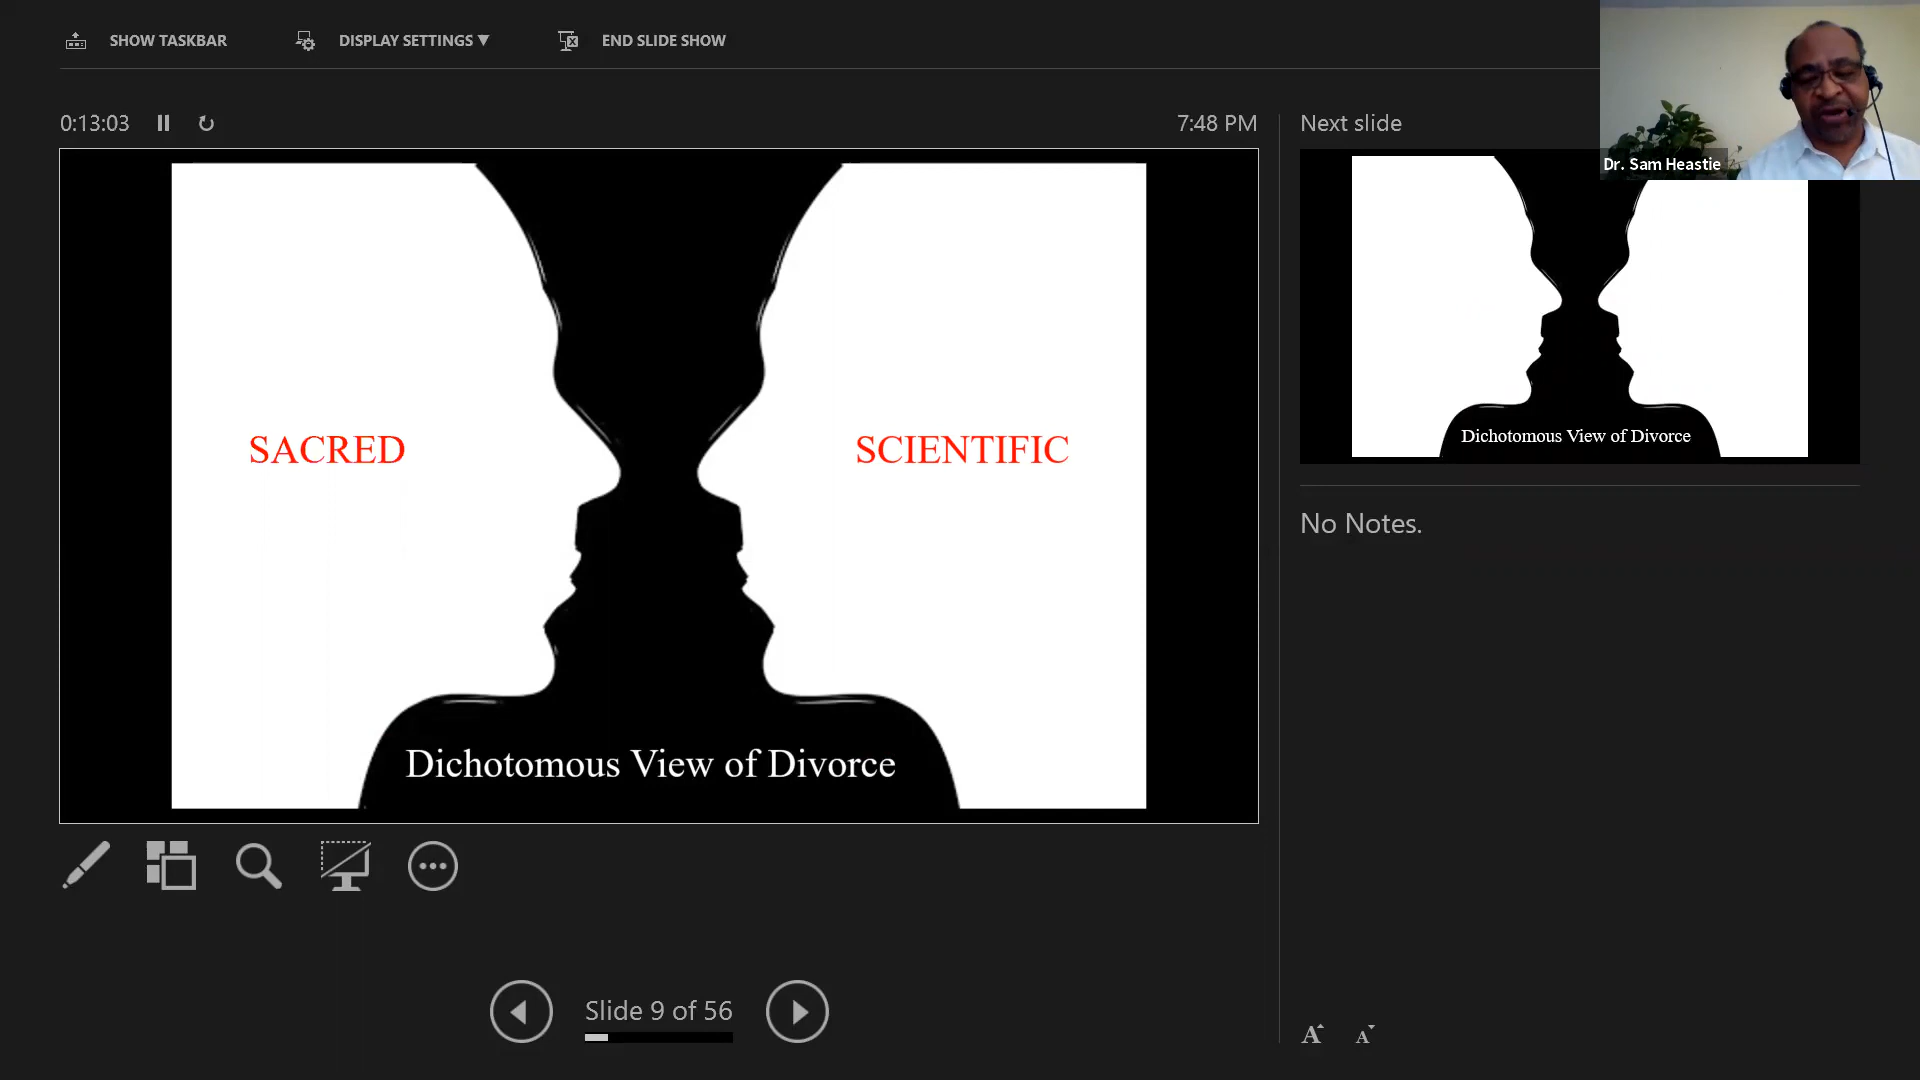 SHOW TASKBAR
DISPLAY SETTINGS ▼
END SLIDE SHOW
0:13:03
7:48 PM
Next slide
Dr. Sam Heastie
SACRED
SCIENTIFIC
Dichotomous View of Divorce
Dichotomous View of Divorce
No Notes.
Slide 9 of 56
A
A